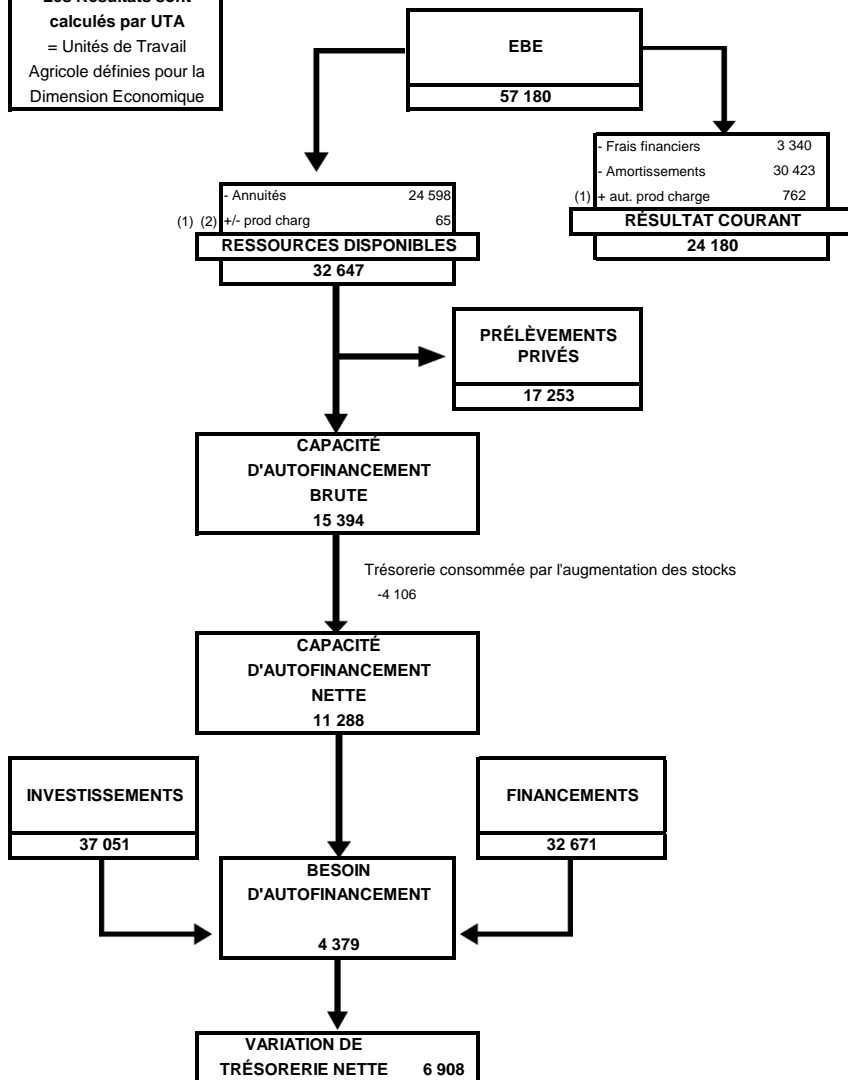 Les Résultats sont
calculés par UTA
= Unités de Travail
Agricole définies pour la
Dimension Economique
EBE
57 180
- Frais financiers 3 340
- Amortissements 30 423
(1) + aut. prod charge 762
RÉSULTAT COURANT
24 180
- Annuités 24 598
(1) (2) +/- prod charg 65
RESSOURCES DISPONIBLES
32 647
PRÉLÈVEMENTS
PRIVÉS
17 253
CAPACITÉ
D'AUTOFINANCEMENT
BRUTE
15 394
Trésorerie consommée par l'augmentation des stocks
-4 106
CAPACITÉ
D'AUTOFINANCEMENT
NETTE
11 288
INVESTISSEMENTS
37 051
FINANCEMENTS
32 671
BESOIN
D'AUTOFINANCEMENT
4 379
VARIATION DE
TRÉSORERIE NETTE 6 908